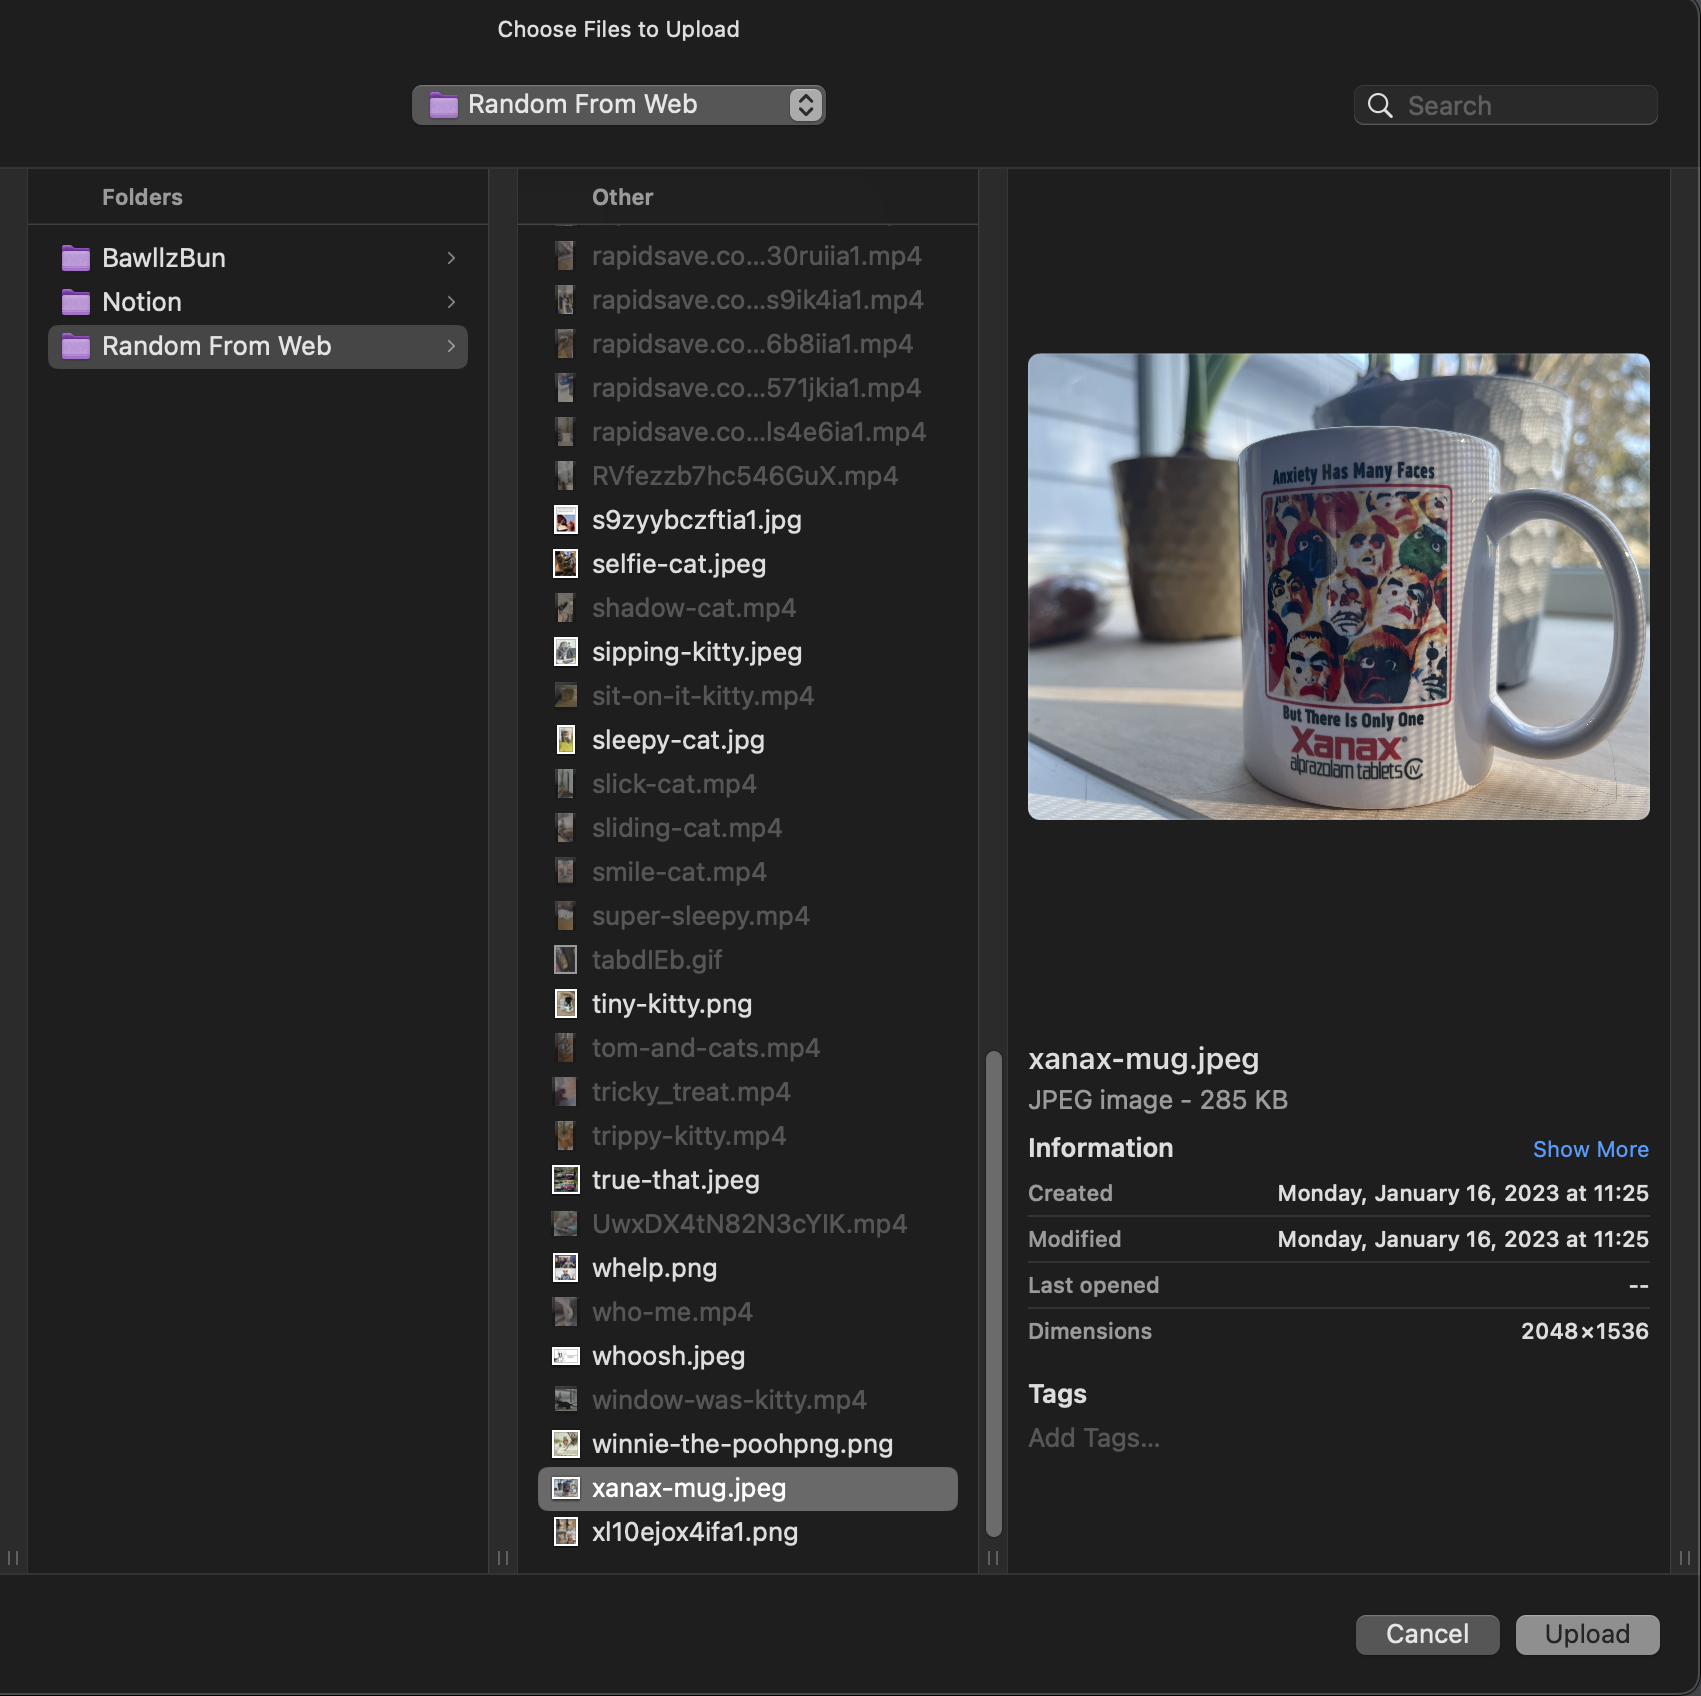 Choose Files to Upload
Random From Web
Search
Folders
BawllzBun
Notion
Random From Web
Other
rapidsave.co...30ruiia1.mp4
rapidsave.co...s9ik4ia1.mp4
rapidsave.co...6b8iia1.mp4
rapidsave.co...571jkia1.mp4
rapidsave.co...ls4e6ia1.mp4
RVfezzb7hc546GuX.mp4
s9zyybczftia1.jpg
selfie-cat.jpeg
shadow-cat.mp4
sipping-kitty.jpeg
sit-on-it-kitty.mp4
sleepy-cat.jpg
slick-cat.mp4
sliding-cat.mp4
smile-cat.mp4
super-sleepy.mp4
tabdIEb.gif
tiny-kitty.png
tom-and-cats.mp4
tricky_treat.mp4
trippy-kitty.mp4
true-that.jpeg
UwxDX4tN82N3cYIK.mp4
whelp.png
who-me.mp4
whoosh.jpeg
window-was-kitty.mp4
winnie-the-poohpng.png
xanax-mug.jpeg
xl10ejox4ifa1.png
Anxiety Has Many Faces
But There Is Only One
Xanax®
alprazolam tablets CIV
xanax-mug.jpeg
JPEG image - 285 KB
Information Show More
Created Monday, January 16, 2023 at 11:25
Modified Monday, January 16, 2023 at 11:25
Last opened --
Dimensions 2048×1536
Tags
Add Tags...
Cancel Upload